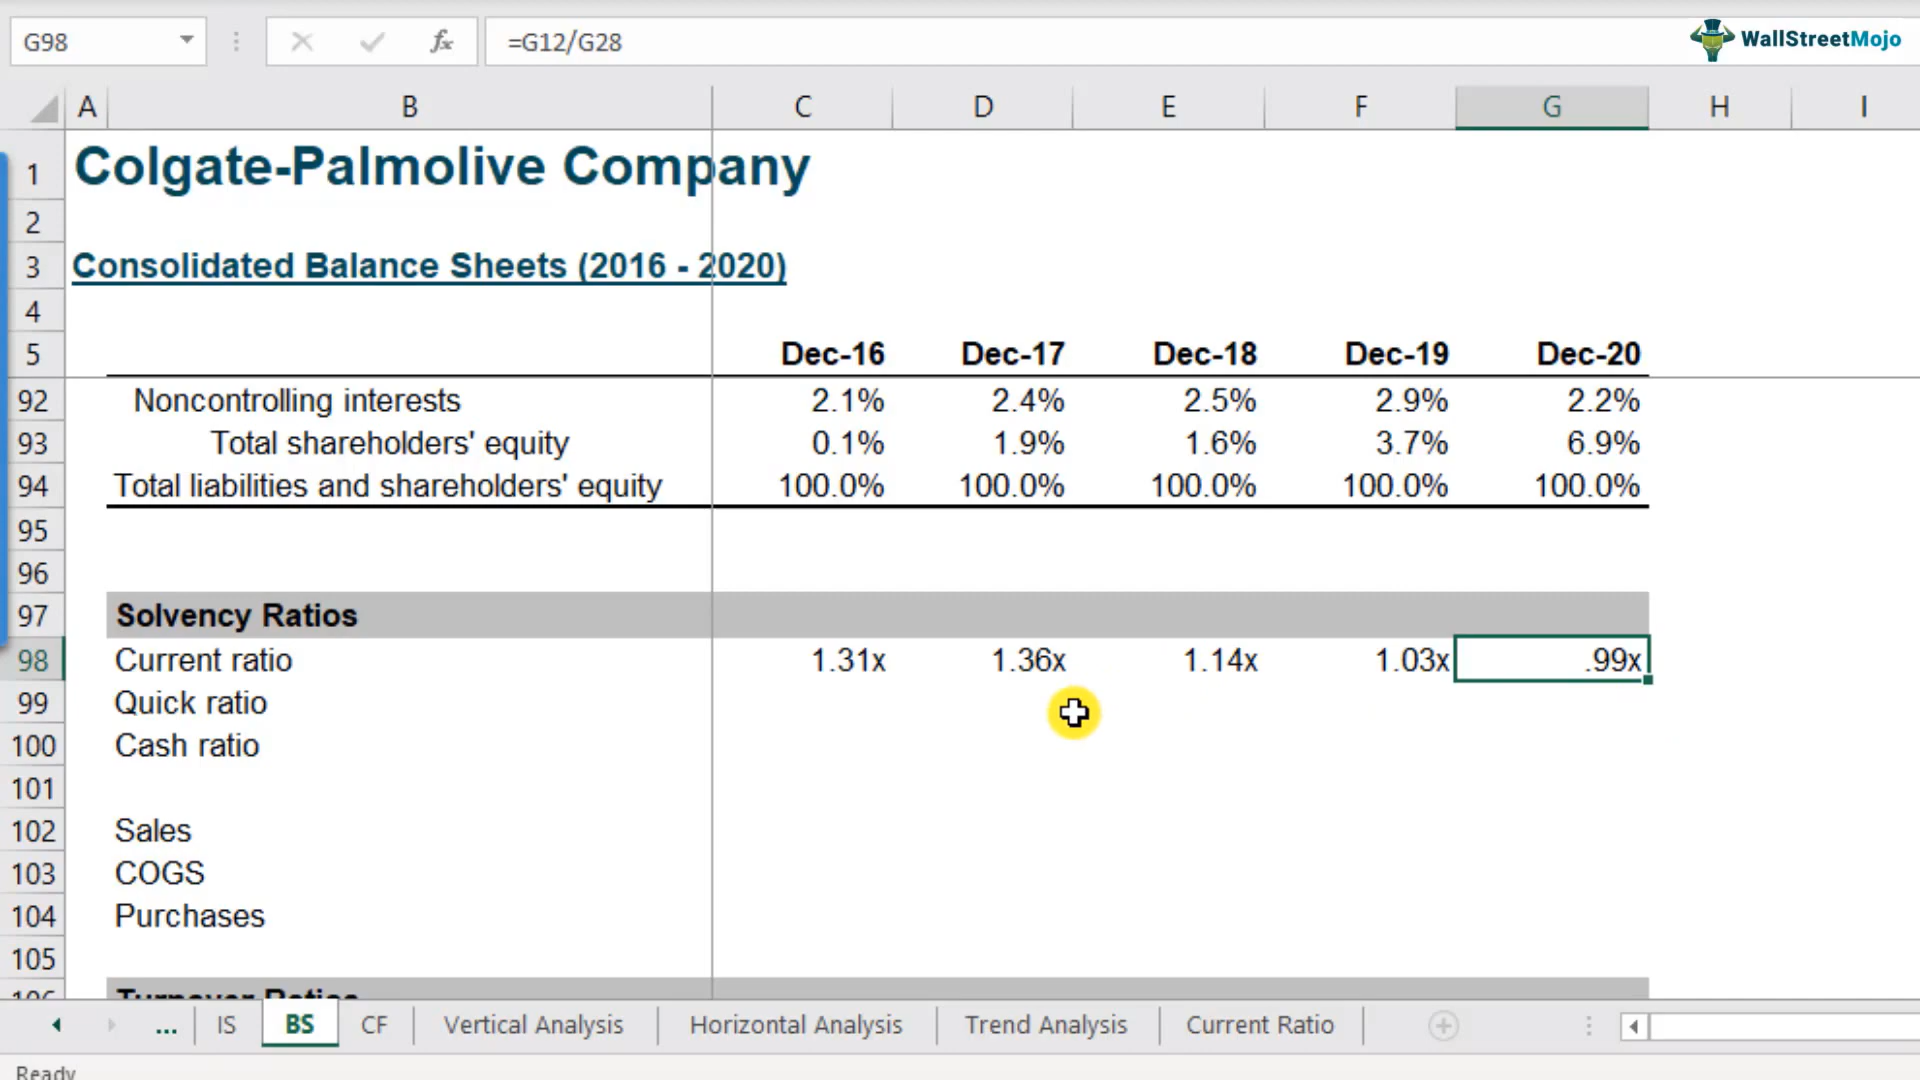 G98 fx =G12/G28 WallStreetMojo
A B C D E F G H I
1 Colgate-Palmolive Company
2
3 Consolidated Balance Sheets (2016 - 2020)
4
5 Dec-16 Dec-17 Dec-18 Dec-19 Dec-20
92 Noncontrolling interests 2.1% 2.4% 2.5% 2.9% 2.2%
93 Total shareholders' equity 0.1% 1.9% 1.6% 3.7% 6.9%
94 Total liabilities and shareholders' equity 100.0% 100.0% 100.0% 100.0% 100.0%
95
96
97 Solvency Ratios
98 Current ratio 1.31x 1.36x 1.14x 1.03x .99x
99 Quick ratio
100 Cash ratio
101
102 Sales
103 COGS
104 Purchases
105
106 Turnover Ratios
... IS BS CF Vertical Analysis Horizontal Analysis Trend Analysis Current Ratio
Ready